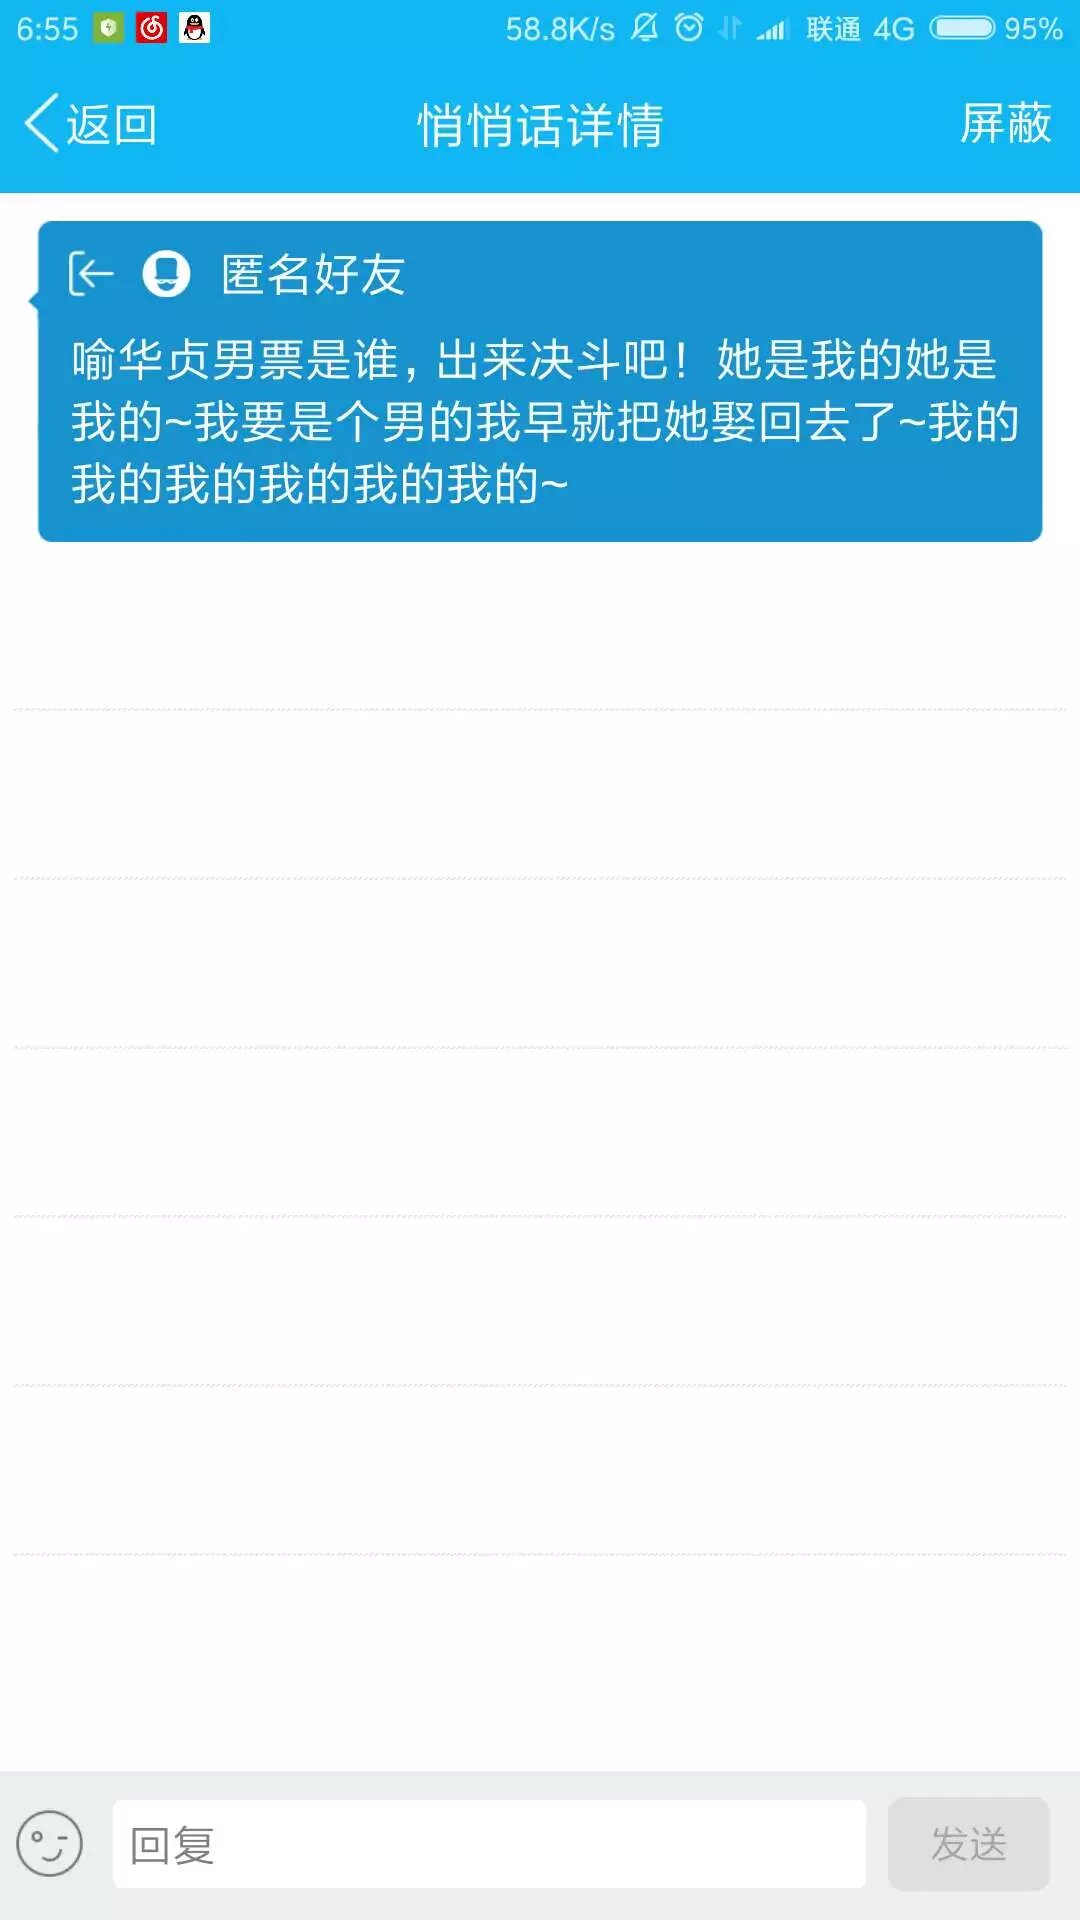 6:55 58.8K/s 联通 4G 95%
返回 悄悄话详情 屏蔽
匿名好友
喻华贞男票是谁，出来决斗吧！她是我的她是
我的~我要是个男的我早就把她娶回去了~我的
我的我的我的我的我的~
回复 发送